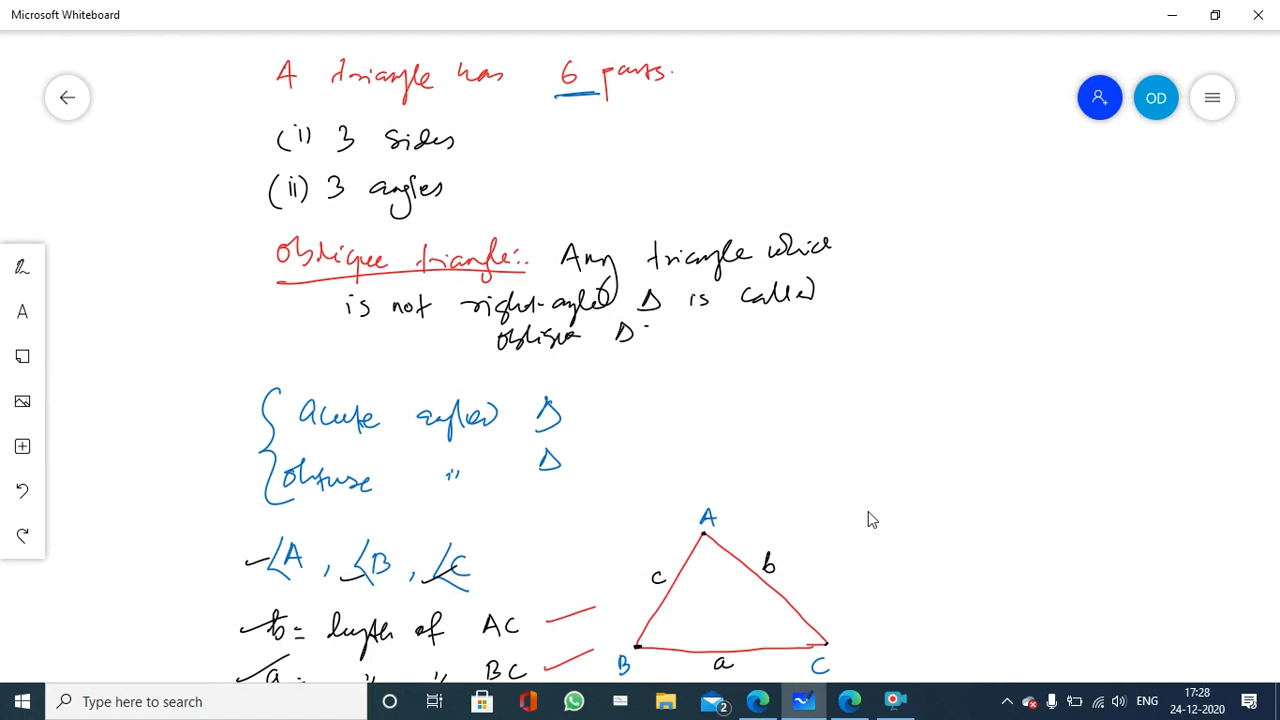 Microsoft Whiteboard
A triangle has 6 parts.
(i) 3 sides
(ii) 3 angles
Oblique triangle:. Any triangle which
is not right-angled Δ is called
oblique Δ.
OD
A
Acute angled Δ
Obtuse " Δ
∠A, ∠B, ∠C
b = length of AC
a = " " BC
A
c
b
B
a
C
Type here to search
2
ENG
17:28
24-12-2020